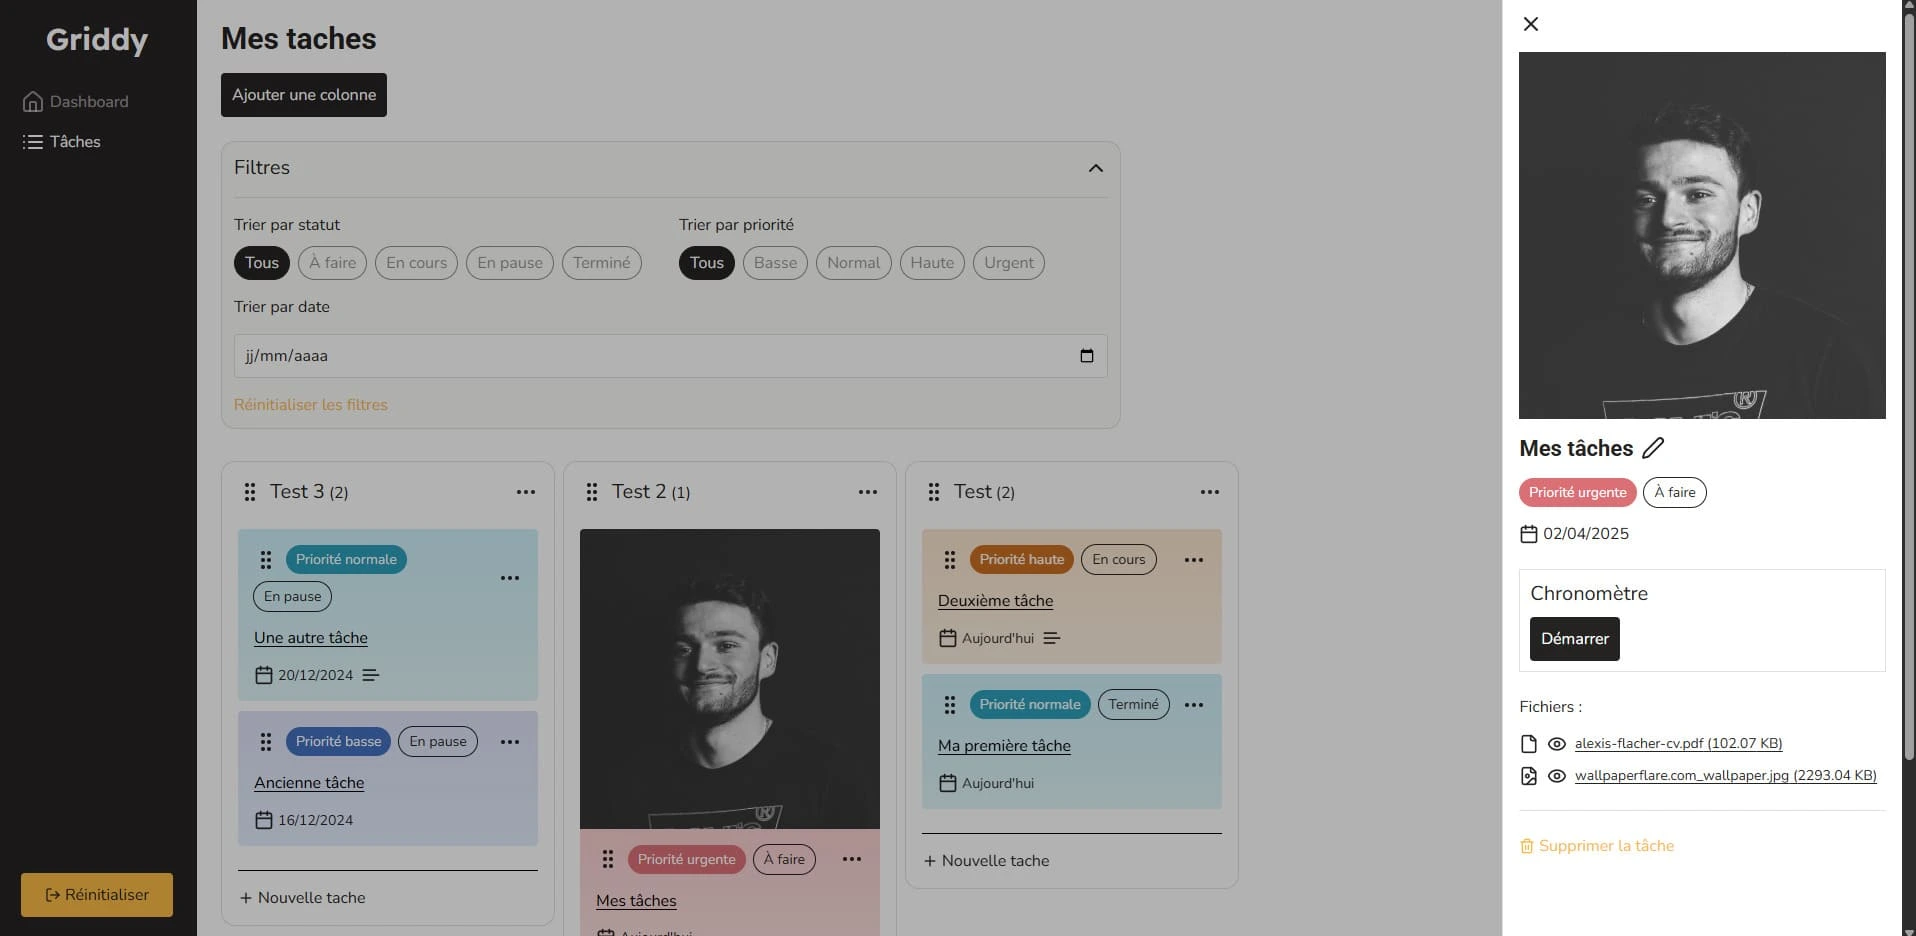 Griddy
Dashboard
Tâches
Réinitialiser
Mes taches
Ajouter une colonne
Filtres
Trier par statut
Tous
À faire
En cours
En pause
Terminé
Trier par priorité
Tous
Basse
Normal
Haute
Urgent
Trier par date
jj/mm/aaaa
Réinitialiser les filtres
Test 3 (2)
Priorité normale
En pause
Une autre tâche
20/12/2024
Priorité basse
En pause
Ancienne tâche
16/12/2024
+ Nouvelle tache
Test 2 (1)
Priorité urgente
À faire
Mes tâches
Aujourd'hui
Test (2)
Priorité haute
En cours
Deuxième tâche
Aujourd'hui
Priorité normale
Terminé
Ma première tâche
Aujourd'hui
+ Nouvelle tache
Mes tâches
Priorité urgente
À faire
02/04/2025
Chronomètre
Démarrer
Fichiers :
alexis-flacher-cv.pdf (102.07 KB)
wallpaperflare.com_wallpaper.jpg (2293.04 KB)
Supprimer la tâche